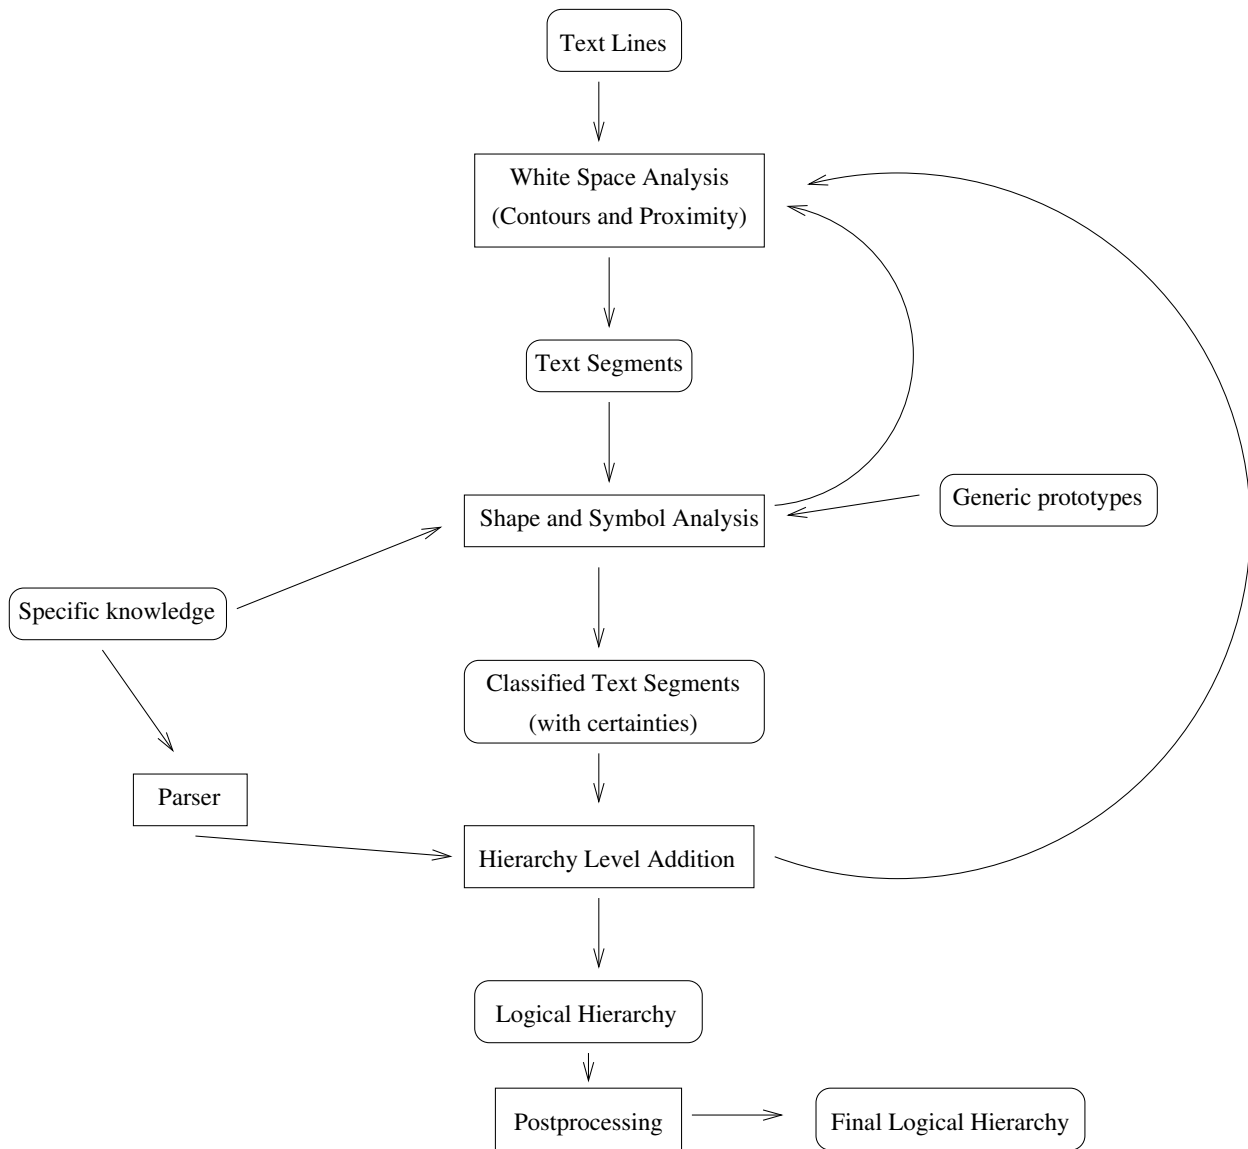 Text Lines
White Space Analysis
(Contours and Proximity)
Text Segments
Generic prototypes
Shape and Symbol Analysis
Specific knowledge
Classified Text Segments
(with certainties)
Parser
Hierarchy Level Addition
Logical Hierarchy
Postprocessing
Final Logical Hierarchy